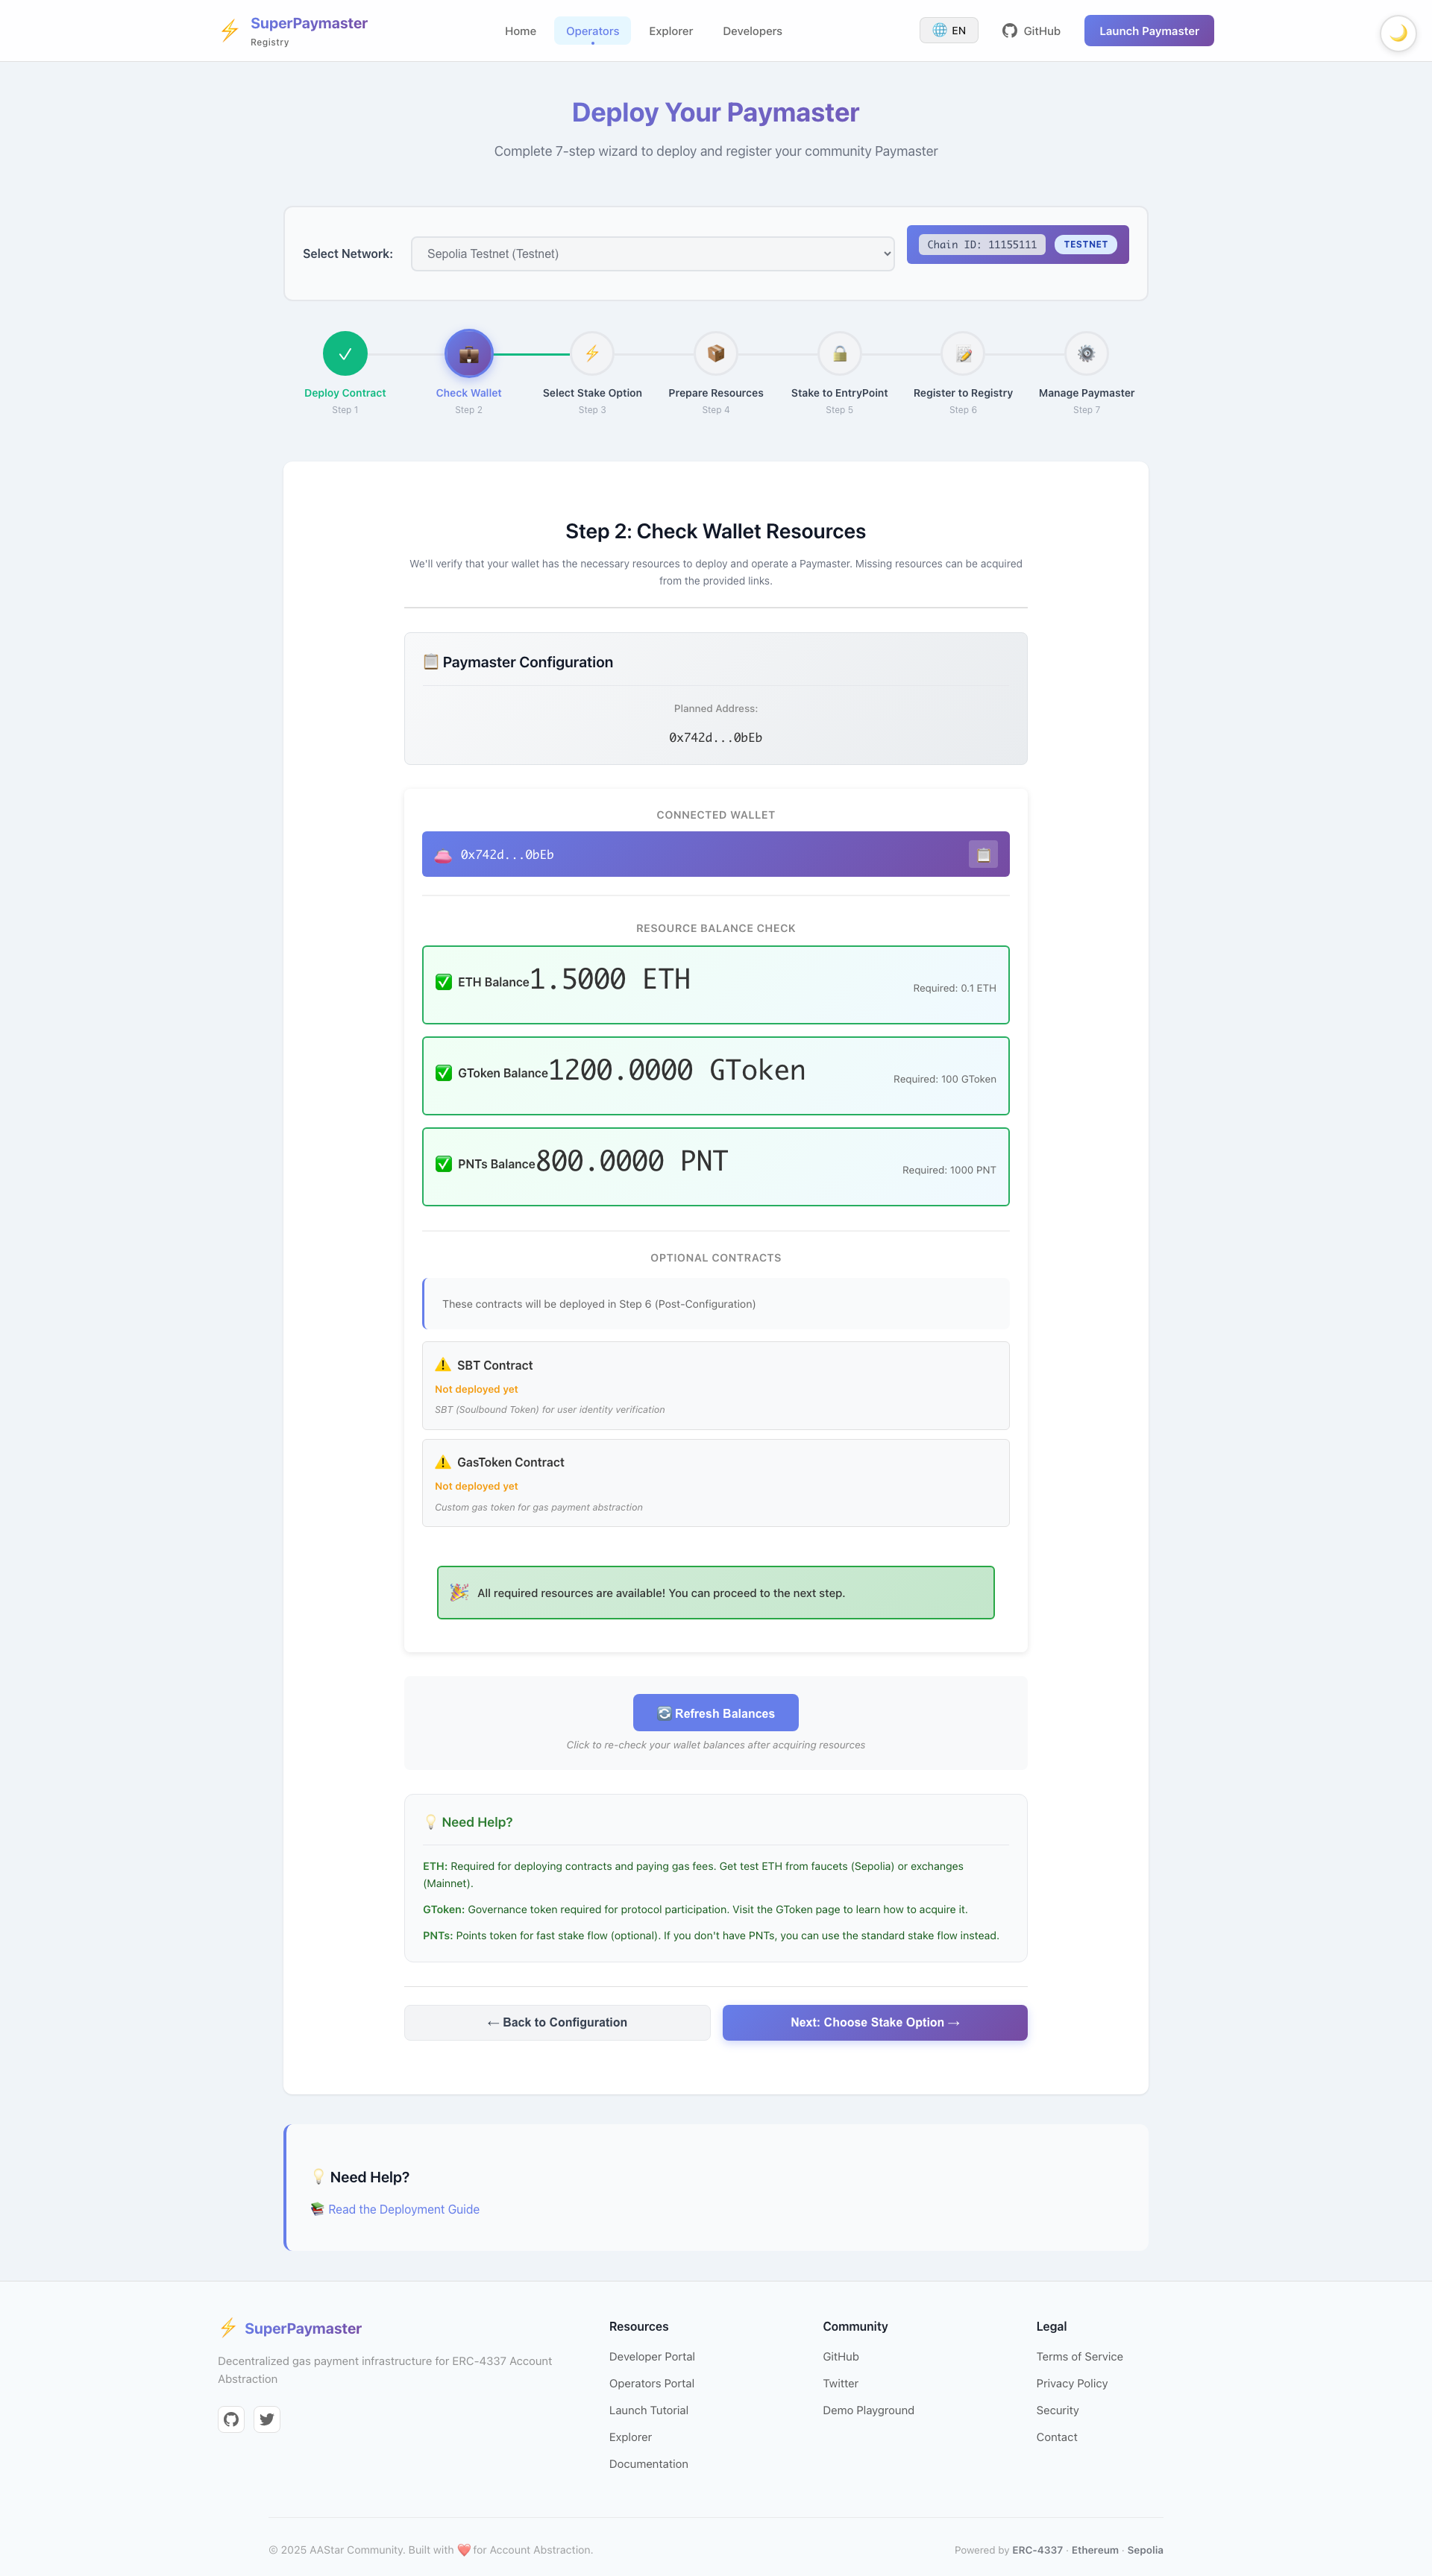 ⚡ SuperPaymaster
Registry
Home
Operators
Explorer
Developers
🌐 EN
GitHub
Launch Paymaster
🌙
Deploy Your Paymaster
Complete 7-step wizard to deploy and register your community Paymaster
Select Network:
Sepolia Testnet (Testnet)
Chain ID: 11155111
TESTNET
✓
💼
⚡
📦
🔒
📝
⚙️
Deploy Contract
Step 1
Check Wallet
Step 2
Select Stake Option
Step 3
Prepare Resources
Step 4
Stake to EntryPoint
Step 5
Register to Registry
Step 6
Manage Paymaster
Step 7
Step 2: Check Wallet Resources
We'll verify that your wallet has the necessary resources to deploy and operate a Paymaster. Missing resources can be acquired
from the provided links.
📋 Paymaster Configuration
Planned Address:
0x742d...0bEb
CONNECTED WALLET
👛 0x742d...0bEb 📋
RESOURCE BALANCE CHECK
✅ ETH Balance 1.5000 ETH
Required: 0.1 ETH
✅ GToken Balance 1200.0000 GToken
Required: 100 GToken
✅ PNTs Balance 800.0000 PNT
Required: 1000 PNT
OPTIONAL CONTRACTS
These contracts will be deployed in Step 6 (Post-Configuration)
⚠️ SBT Contract
Not deployed yet
SBT (Soulbound Token) for user identity verification
⚠️ GasToken Contract
Not deployed yet
Custom gas token for gas payment abstraction
🎉 All required resources are available! You can proceed to the next step.
🔄 Refresh Balances
Click to re-check your wallet balances after acquiring resources
💡 Need Help?
ETH: Required for deploying contracts and paying gas fees. Get test ETH from faucets (Sepolia) or exchanges
(Mainnet).
GToken: Governance token required for protocol participation. Visit the GToken page to learn how to acquire it.
PNTs: Points token for fast stake flow (optional). If you don't have PNTs, you can use the standard stake flow instead.
← Back to Configuration
Next: Choose Stake Option →
💡 Need Help?
📚 Read the Deployment Guide
⚡ SuperPaymaster
Decentralized gas payment infrastructure for ERC-4337 Account
Abstraction
Resources
Developer Portal
Operators Portal
Launch Tutorial
Explorer
Documentation
Community
GitHub
Twitter
Demo Playground
Legal
Terms of Service
Privacy Policy
Security
Contact
© 2025 AAStar Community. Built with ❤️ for Account Abstraction.
Powered by ERC-4337 · Ethereum · Sepolia